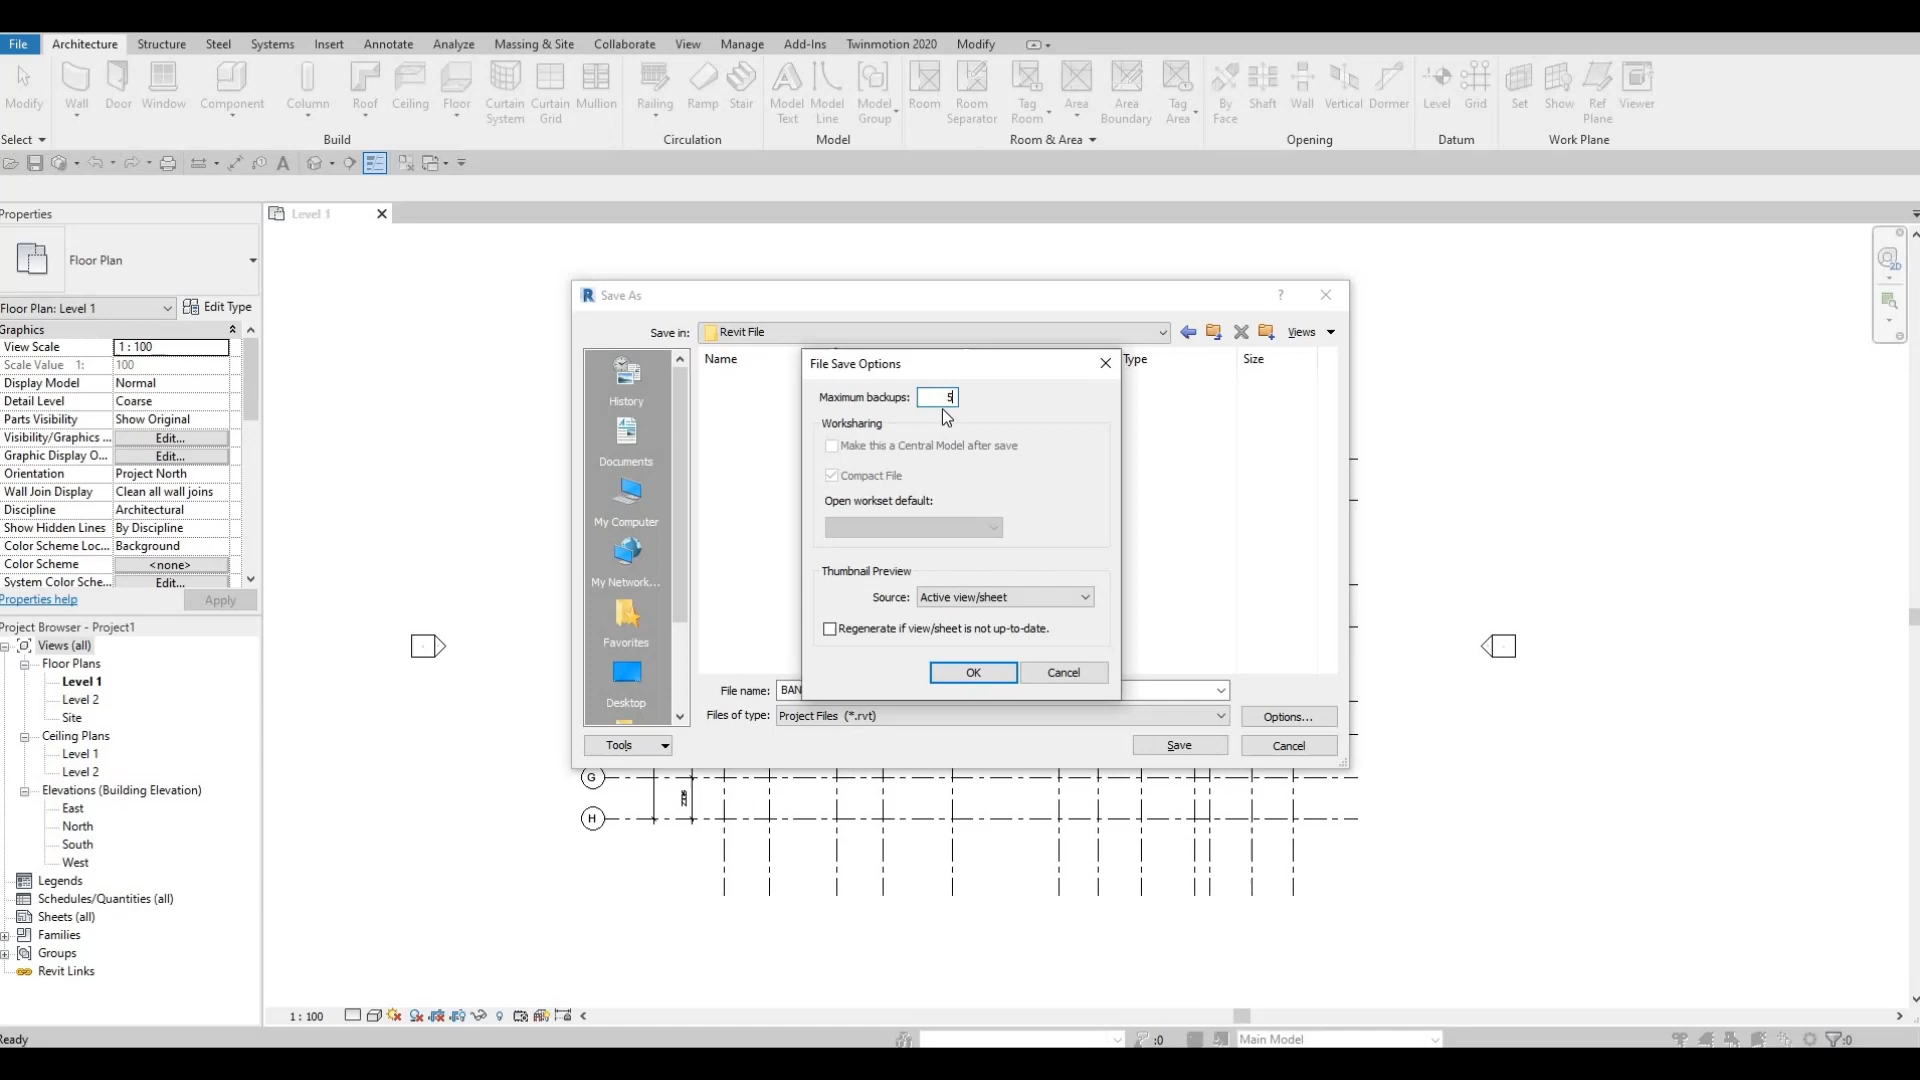 File Architecture Structure Steel Systems Insert Annotate Analyze Massing & Site Collaborate View Manage Add-Ins Twinmotion 2020 Modify
Modify Wall Door Window Component Column Roof Ceiling Floor Curtain System Curtain Grid Mullion Railing Ramp Stair Model Text Model Line Model Group Room Room Separator Tag Room Area Area Boundary Tag Area By Face Shaft Wall Vertical Dormer Level Grid Set Show Ref Plane Viewer
Select Build Circulation Model Room & Area Opening Datum Work Plane
Properties
Level 1
Floor Plan
Floor Plan: Level 1 Edit Type
Graphics
View Scale 1 : 100
Scale Value 1: 100
Display Model Normal
Detail Level Coarse
Parts Visibility Show Original
Visibility/Graphics ... Edit...
Graphic Display O... Edit...
Orientation Project North
Wall Join Display Clean all wall joins
Discipline Architectural
Show Hidden Lines By Discipline
Color Scheme Loc... Background
Color Scheme <none>
System Color Sche... Edit...
Properties help Apply
Project Browser - Project1
Views (all)
Floor Plans
Level 1
Level 2
Site
Ceiling Plans
Level 1
Level 2
Elevations (Building Elevation)
East
North
South
West
Legends
Schedules/Quantities (all)
Sheets (all)
Families
Groups
Revit Links
Save As
Save in: Revit File Views
Name Type Size
History
Documents
My Computer
My Network...
Favorites
Desktop
File name: BAN
Files of type: Project Files (*.rvt) Options...
Tools Save Cancel
File Save Options
Maximum backups: 5
Worksharing
Make this a Central Model after save
Compact File
Open workset default:
Thumbnail Preview
Source: Active view/sheet
Regenerate if view/sheet is not up-to-date.
OK Cancel
G
H
1 : 100
Ready :0 Main Model :0